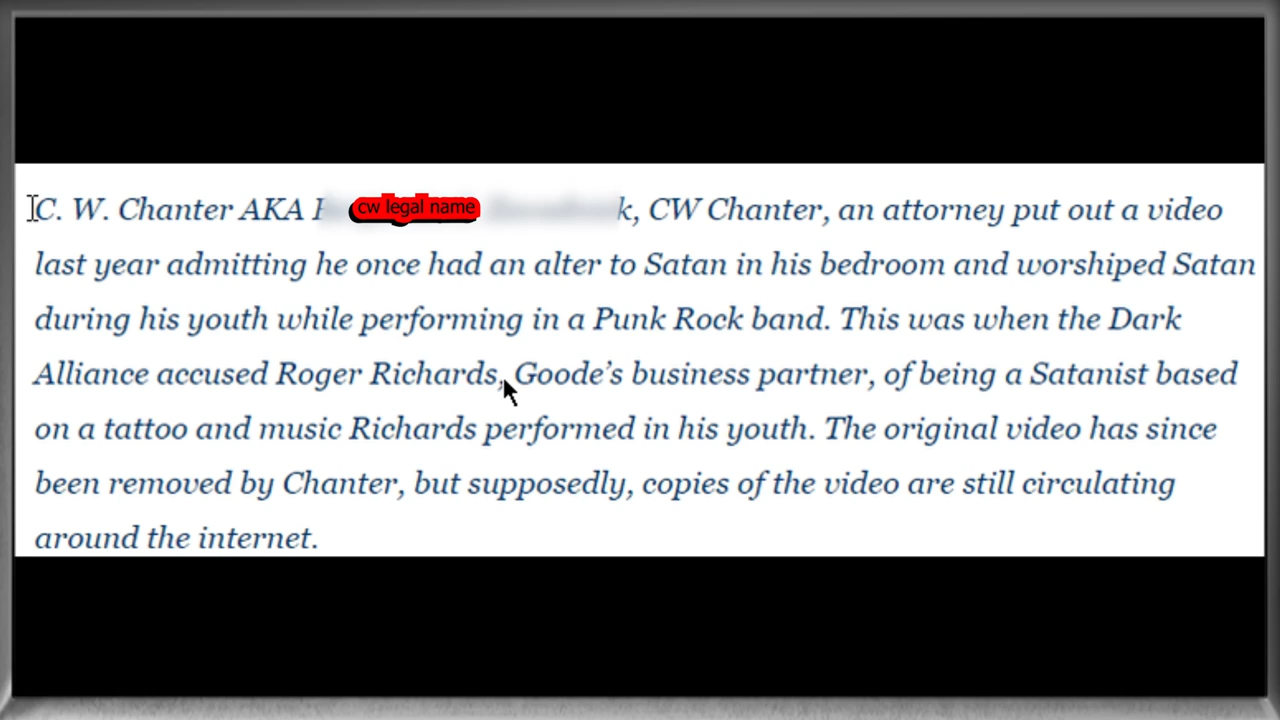 C. W. Chanter AKA cw legal name, CW Chanter, an attorney put out a video
last year admitting he once had an alter to Satan in his bedroom and worshiped Satan
during his youth while performing in a Punk Rock band. This was when the Dark
Alliance accused Roger Richards, Goode’s business partner, of being a Satanist based
on a tattoo and music Richards performed in his youth. The original video has since
been removed by Chanter, but supposedly, copies of the video are still circulating
around the internet.